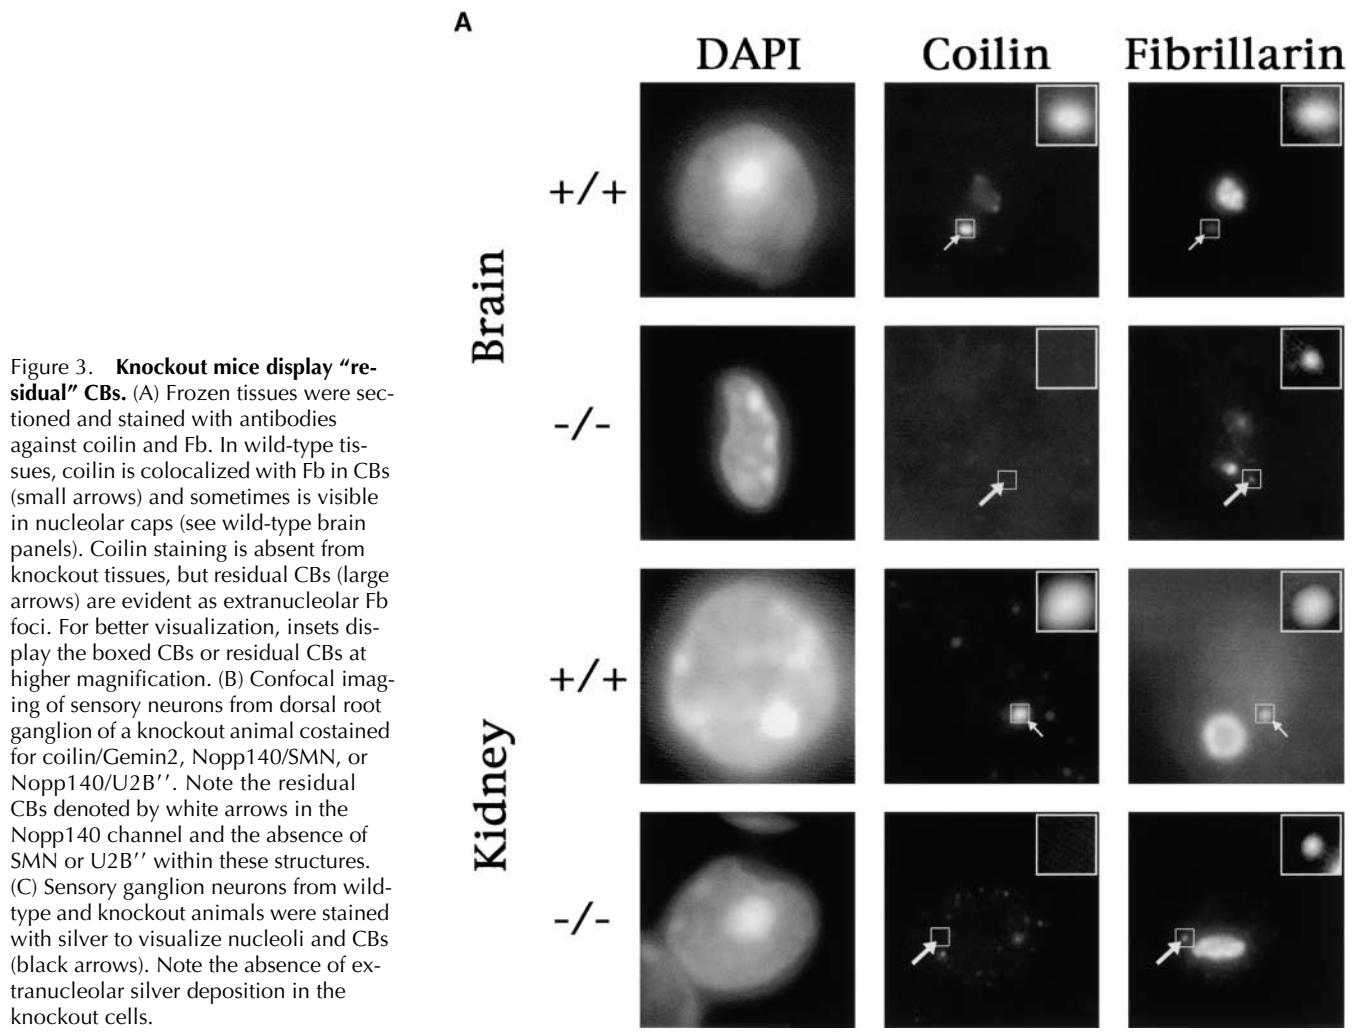 A
DAPI
Coilin
Fibrillarin
+/+
Brain
-/-
+/+
Kidney
-/-
Figure 3. Knockout mice display “re-
sidual” CBs. (A) Frozen tissues were sec-
tioned and stained with antibodies
against coilin and Fb. In wild-type tis-
sues, coilin is colocalized with Fb in CBs
(small arrows) and sometimes is visible
in nucleolar caps (see wild-type brain
panels). Coilin staining is absent from
knockout tissues, but residual CBs (large
arrows) are evident as extranucleolar Fb
foci. For better visualization, insets dis-
play the boxed CBs or residual CBs at
higher magnification. (B) Confocal imag-
ing of sensory neurons from dorsal root
ganglion of a knockout animal costained
for coilin/Gemin2, Nopp140/SMN, or
Nopp140/U2B′′. Note the residual
CBs denoted by white arrows in the
Nopp140 channel and the absence of
SMN or U2B′′ within these structures.
(C) Sensory ganglion neurons from wild-
type and knockout animals were stained
with silver to visualize nucleoli and CBs
(black arrows). Note the absence of ex-
tranucleolar silver deposition in the
knockout cells.